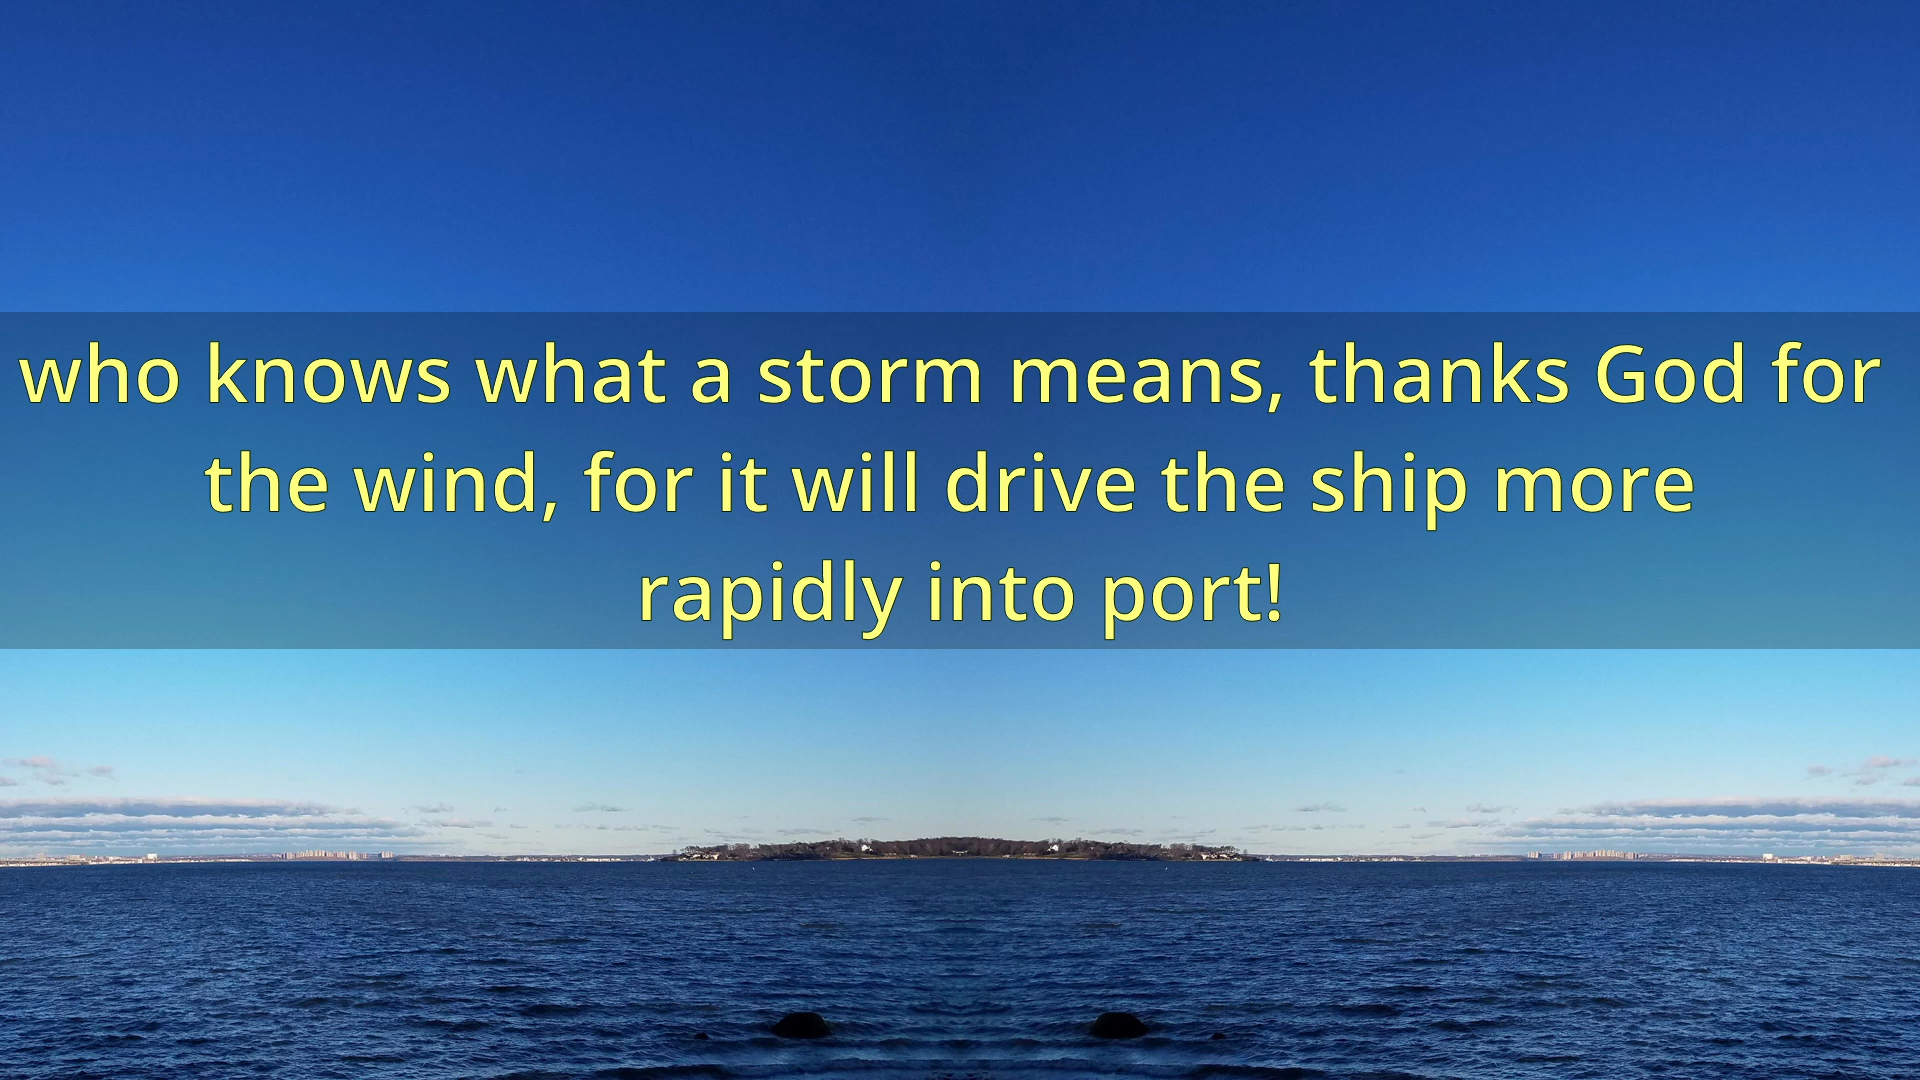 who knows what a storm means, thanks God for
the wind, for it will drive the ship more
rapidly into port!